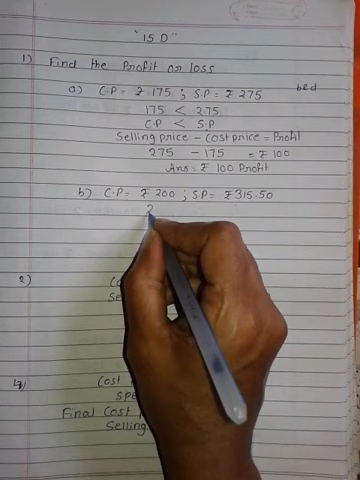 "15 D"
1) Find the Profit or loss
a) C.P = ₹ 175 ; S.P = ₹ 275
175 < 275
C.P < S.P
Selling price - Cost price = Profit
275 - 175 = ₹ 100
Ans = ₹ 100 Profit
b) C.P = ₹ 200 ; S.P = ₹ 315.50
2
2)
Cost
Final Cost
Selling